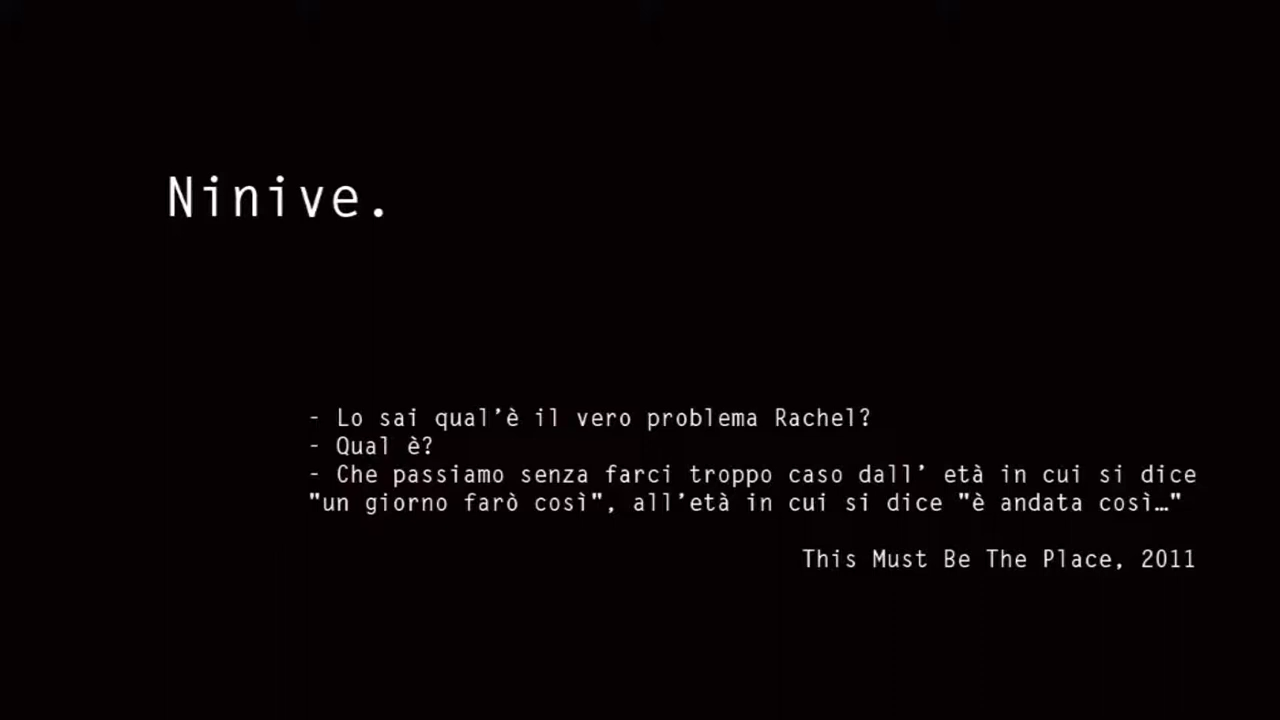 Ninive.
- Lo sai qual’è il vero problema Rachel?
- Qual è?
- Che passiamo senza farci troppo caso dall’ età in cui si dice
"un giorno farò così", all’età in cui si dice "è andata così…"
This Must Be The Place, 2011